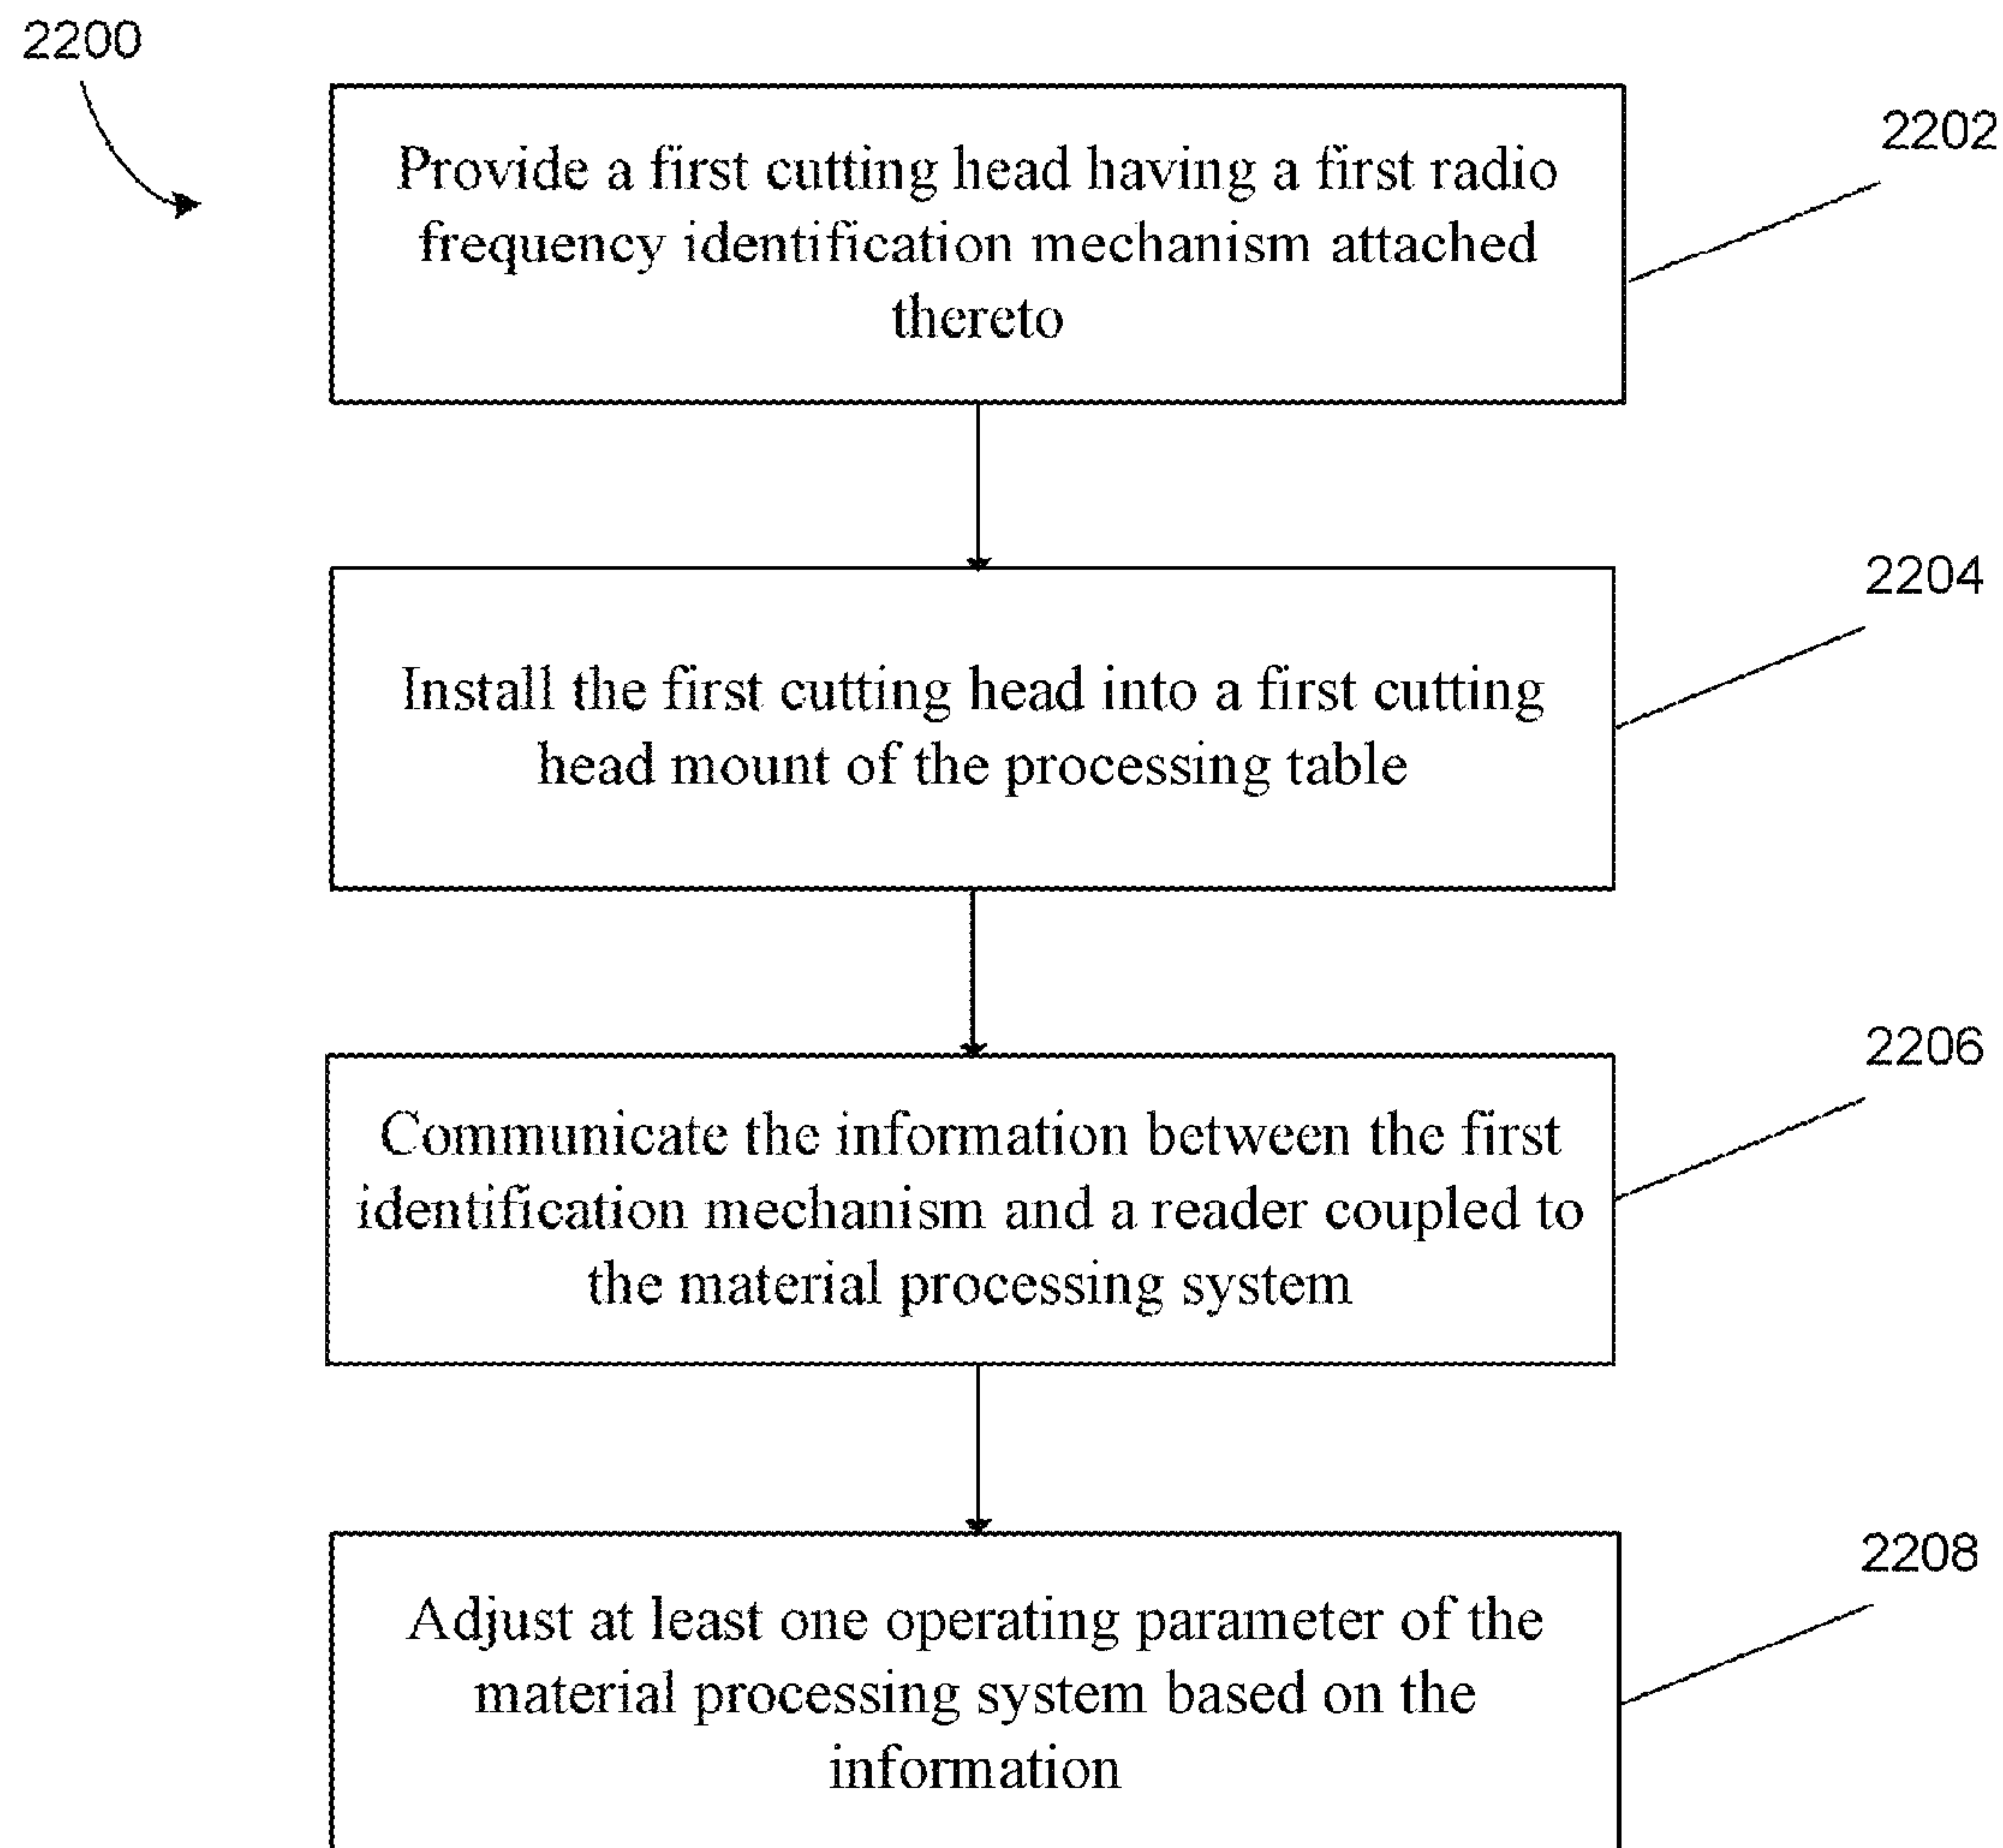 2200
2202
Provide a first cutting head having a first radio
frequency identification mechanism attached
thereto
2204
Install the first cutting head into a first cutting
head mount of the processing table
2206
Communicate the information between the first
identification mechanism and a reader coupled to
the material processing system
2208
Adjust at least one operating parameter of the
material processing system based on the
information